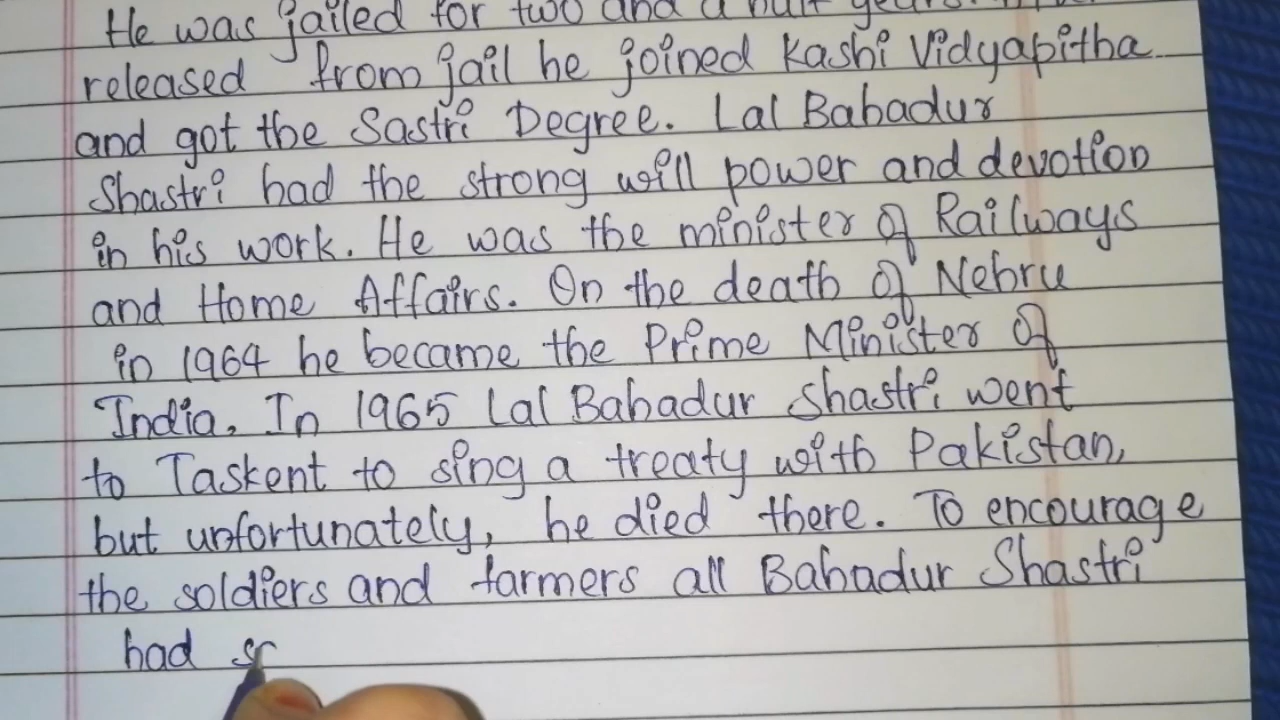 He was jailed for two and a half years.
released from jail he joined Kashi Vidyapitha
and got the Sastri Degree. Lal Bahadur
Shastri had the strong will power and devotion
in his work. He was the minister of Railways
and Home Affairs. On the death of Nehru
in 1964 he became the Prime Minister of
India. In 1965 Lal Bahadur Shastri went
to Taskent to sing a treaty with Pakistan,
but unfortunately, he died there. To encourage
the soldiers and farmers all Bahadur Shastri
had